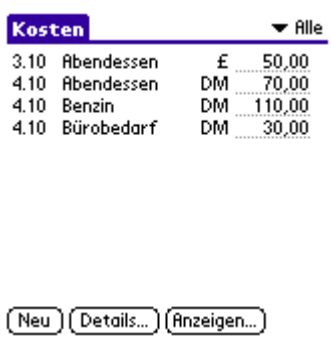 Kosten ▼ Alle
3.10 Abendessen £ 50,00
4.10 Abendessen DM 70,00
4.10 Benzin DM 110,00
4.10 Bürobedarf DM 30,00
Neu Details... Anzeigen...